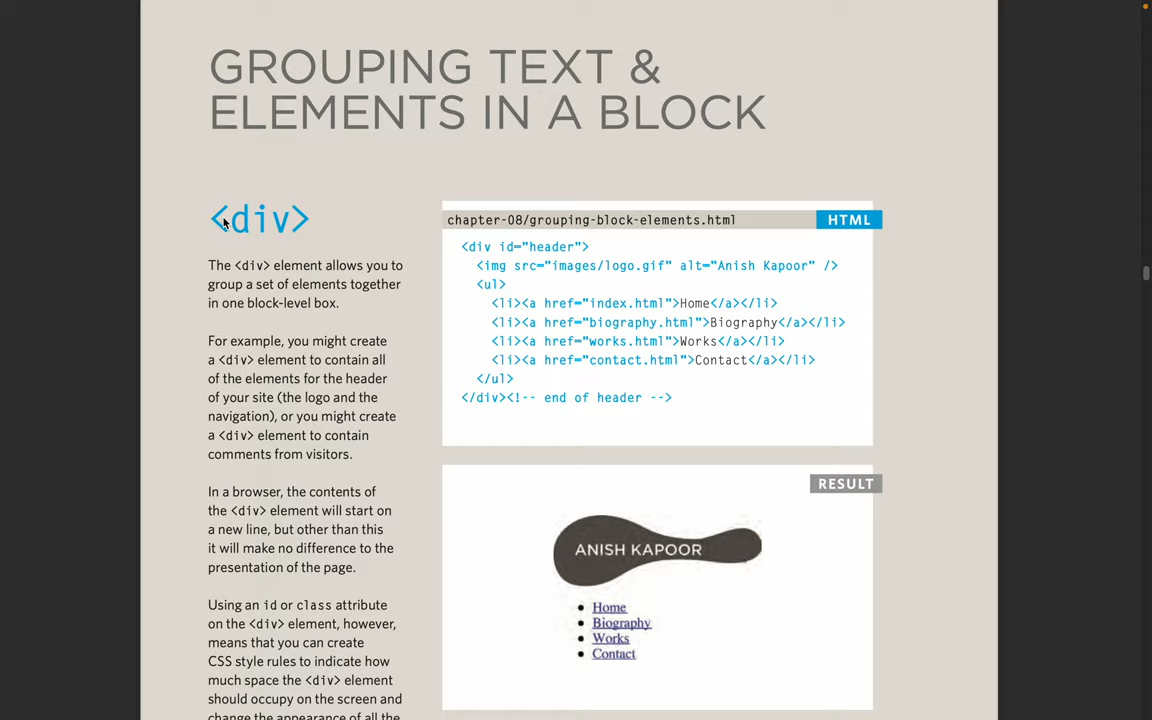 GROUPING TEXT &
ELEMENTS IN A BLOCK
<div>
The <div> element allows you to
group a set of elements together
in one block-level box.
For example, you might create
a <div> element to contain all
of the elements for the header
of your site (the logo and the
navigation), or you might create
a <div> element to contain
comments from visitors.
In a browser, the contents of
the <div> element will start on
a new line, but other than this
it will make no difference to the
presentation of the page.
Using an id or class attribute
on the <div> element, however,
means that you can create
CSS style rules to indicate how
much space the <div> element
should occupy on the screen and
change the appearance of all the
chapter-08/grouping-block-elements.html
HTML
<div id="header">
<img src="images/logo.gif" alt="Anish Kapoor" />
<ul>
<li><a href="index.html">Home</a></li>
<li><a href="biography.html">Biography</a></li>
<li><a href="works.html">Works</a></li>
<li><a href="contact.html">Contact</a></li>
</ul>
</div><!-- end of header -->
RESULT
ANISH KAPOOR
Home
Biography
Works
Contact